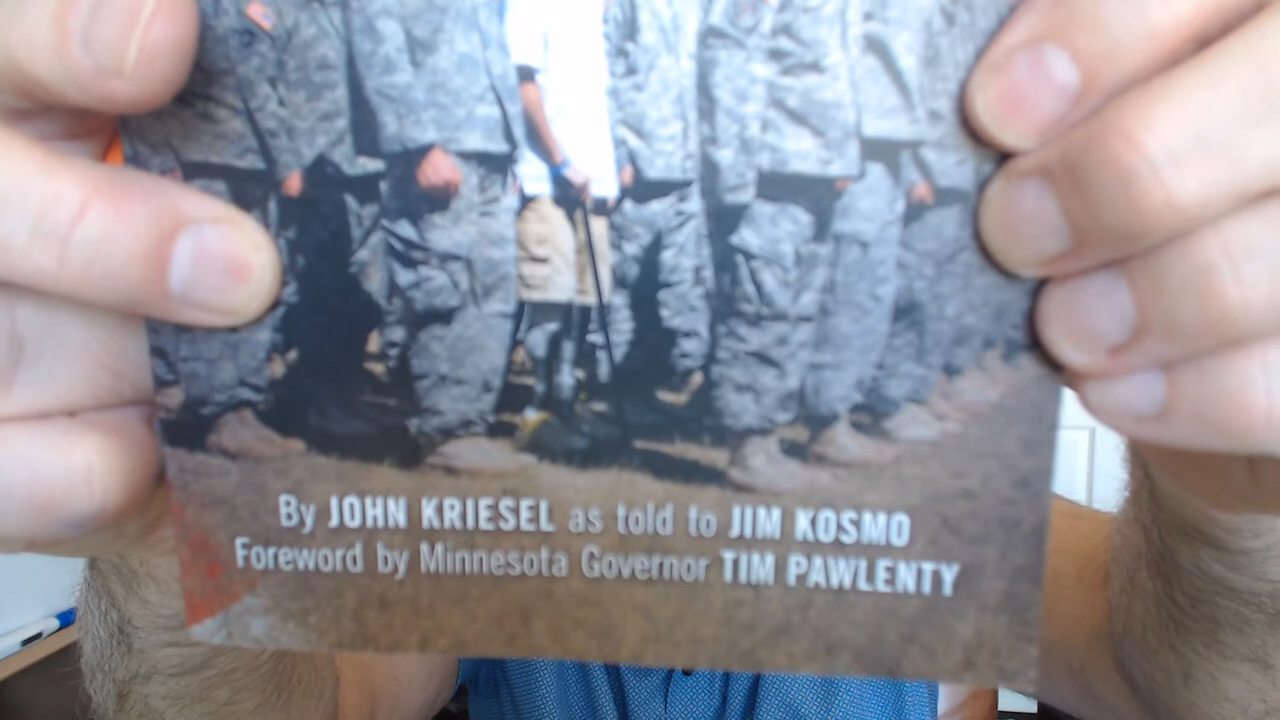 By JOHN KRIESEL as told to JIM KOSMO
Foreword by Minnesota Governor TIM PAWLENTY